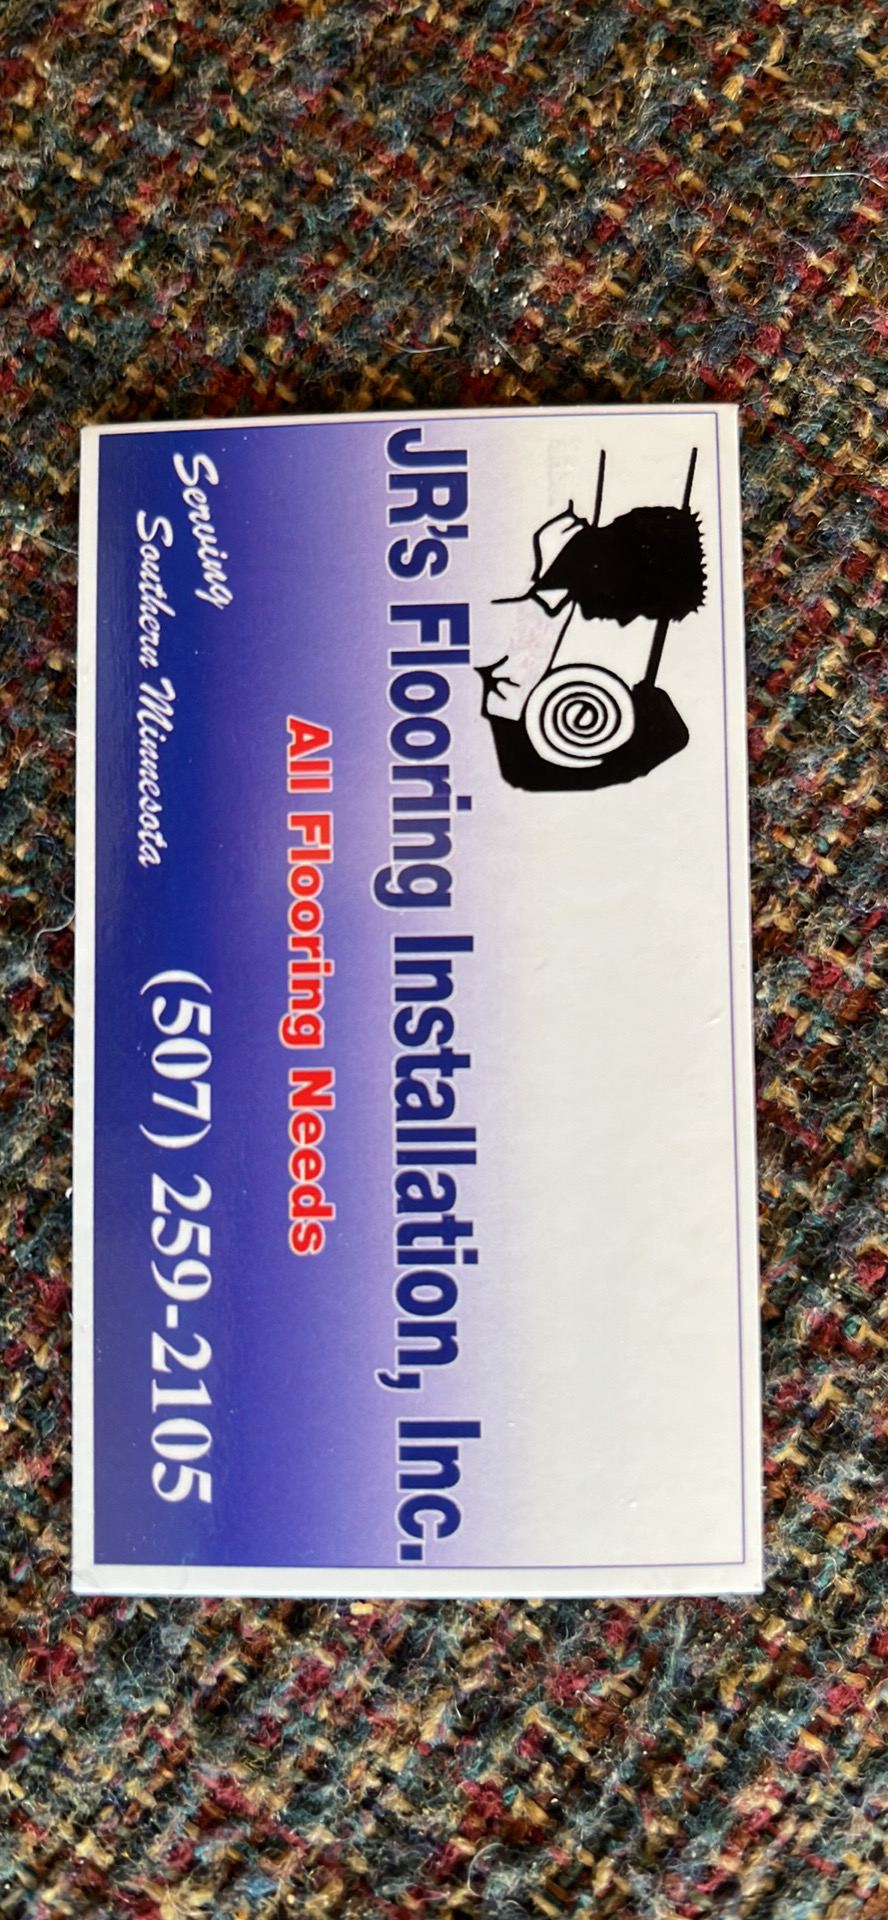 JR's Flooring Installation, Inc.
All Flooring Needs
Serving
Southern Minnesota
(507) 259-2105